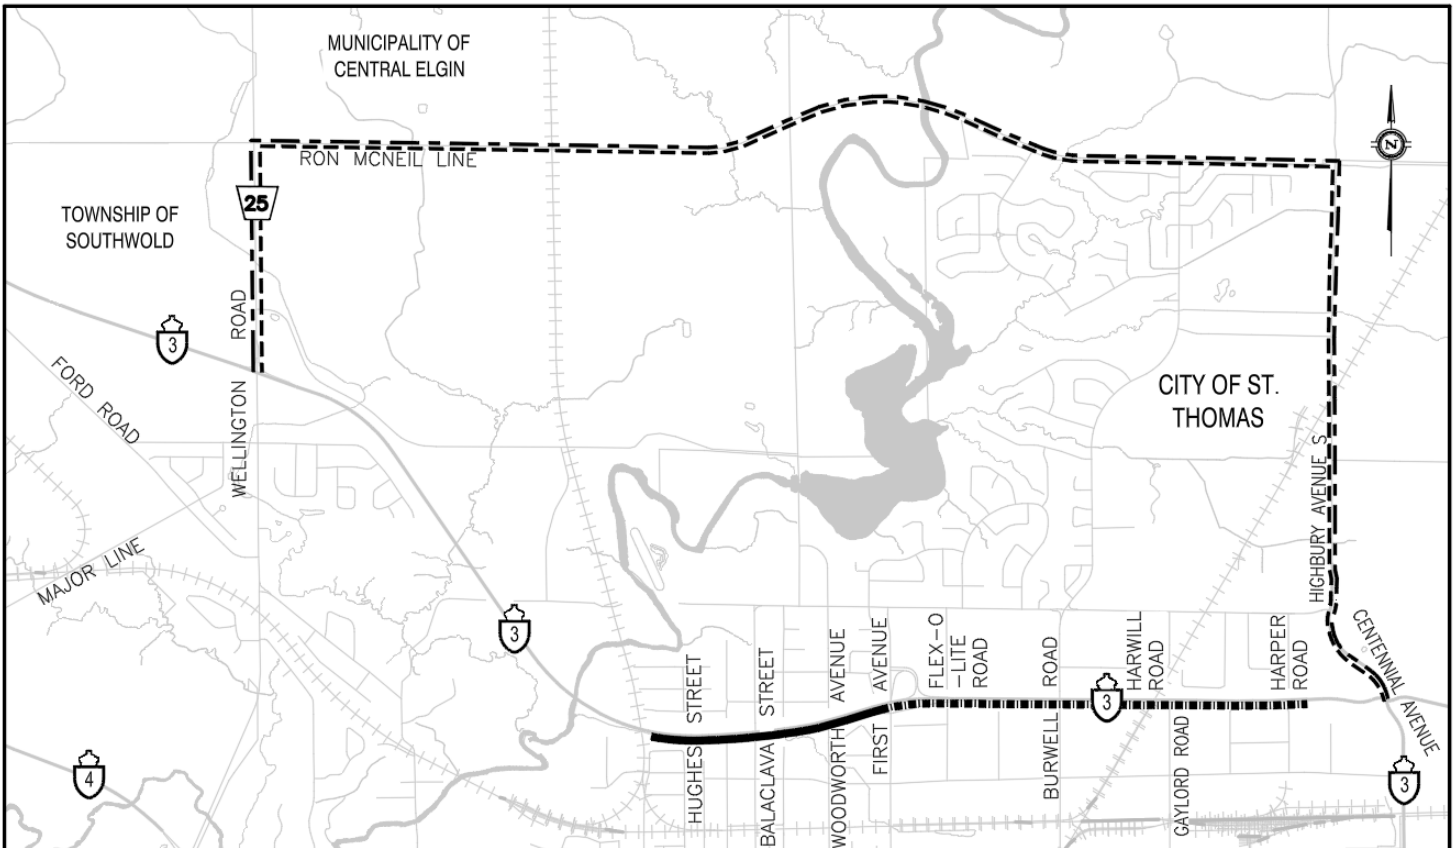 MUNICIPALITY OF
CENTRAL ELGIN
RON MCNEIL LINE
N
25
TOWNSHIP OF
SOUTHWOLD
WELLINGTON ROAD
3
FORD ROAD
CITY OF ST.
THOMAS
HIGHBURY AVENUE S
MAJOR LINE
3
HUGHES STREET
BALACLAVA STREET
WOODWORTH AVENUE
FIRST AVENUE
FLEX-O
-LITE
ROAD
BURWELL ROAD
3
HARWILL
ROAD
GAYLORD ROAD
HARPER
ROAD
CENTENNIAL AVENUE
4
3